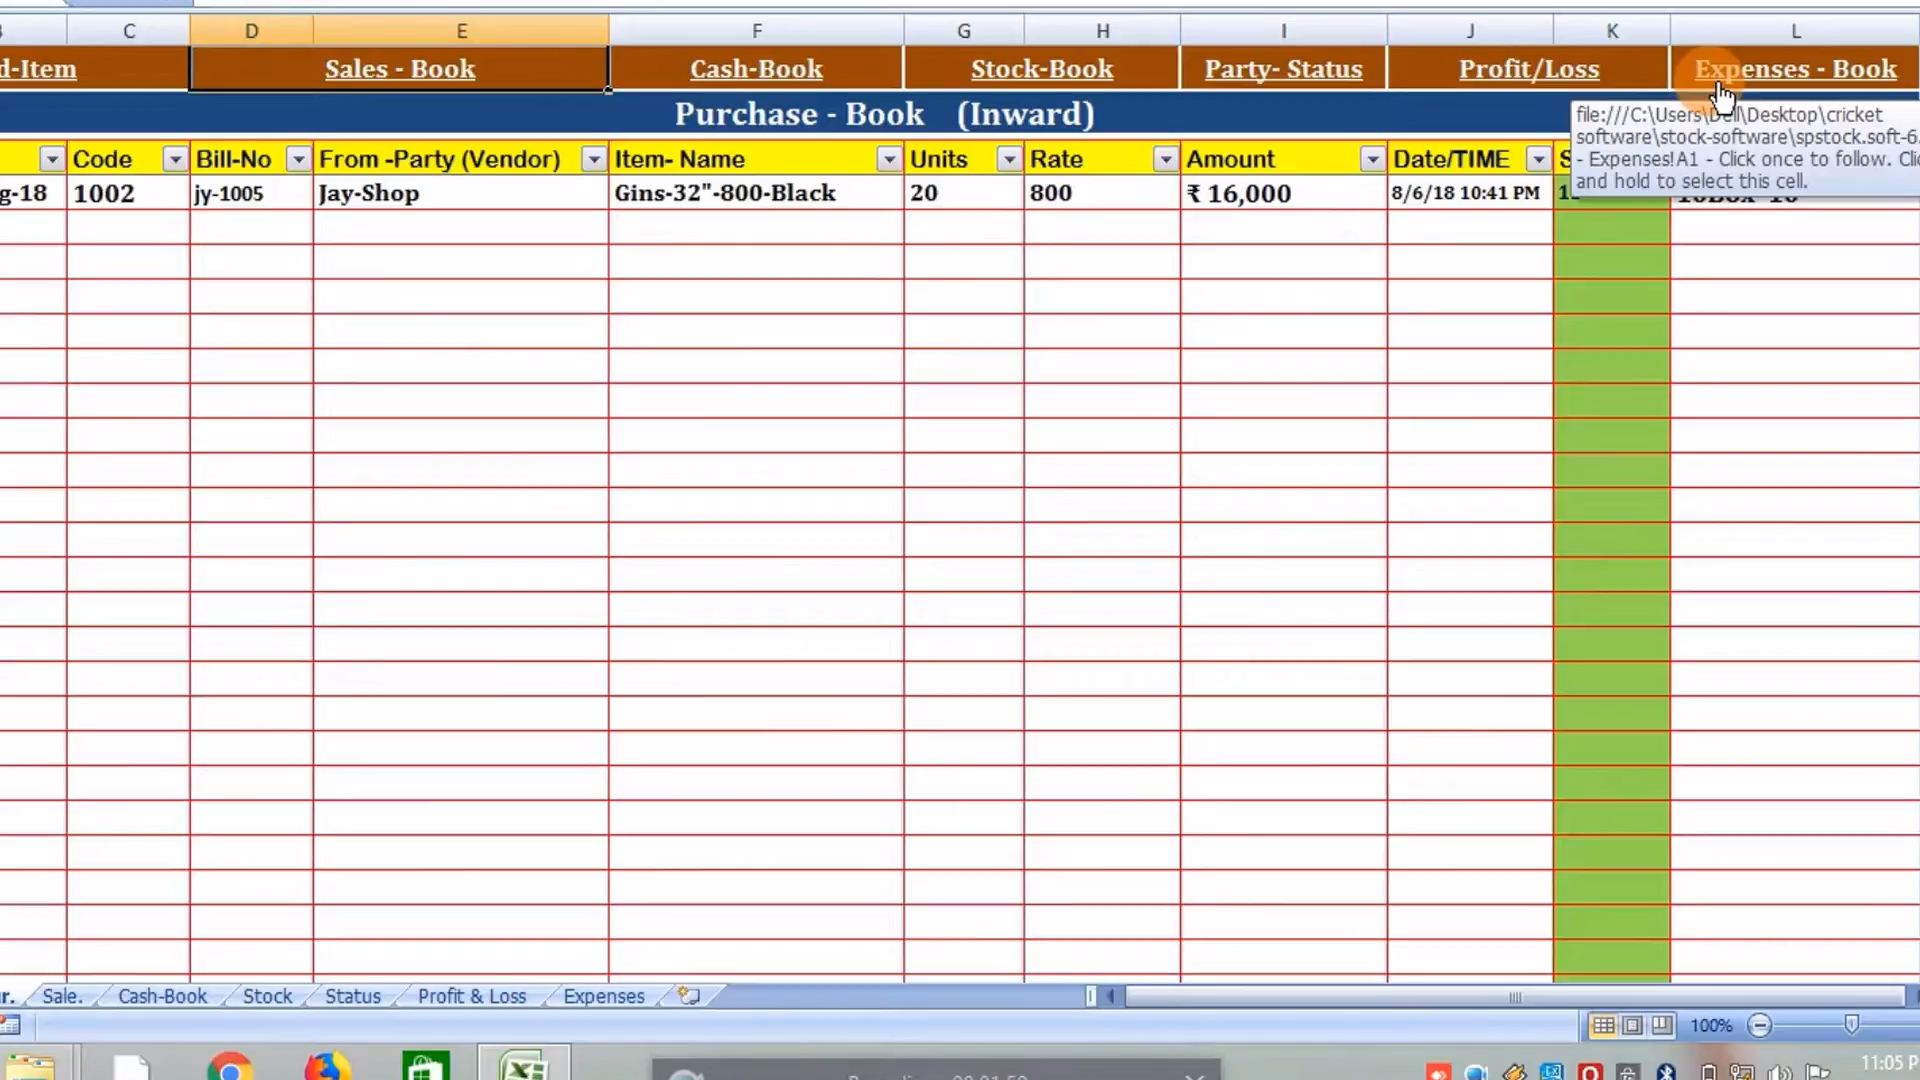 C D E F G H I J K L
d-Item Sales - Book Cash-Book Stock-Book Party- Status Profit/Loss Expenses - Book
Purchase - Book (Inward)
file:///C:\Users\Dell\Desktop\cricket
software\stock-software\spstock.soft-6.
- Expenses!A1 - Click once to follow. Clic
and hold to select this cell.
Code Bill-No From -Party (Vendor) Item- Name Units Rate Amount Date/TIME S
g-18 1002 jy-1005 Jay-Shop Gins-32"-800-Black 20 800 ₹ 16,000 8/6/18 10:41 PM
r. Sale. Cash-Book Stock Status Profit & Loss Expenses
100%
11:05 P